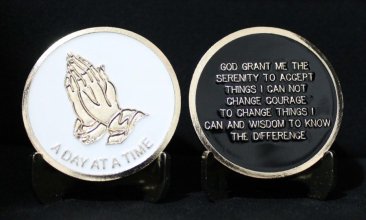 A DAY AT A TIME
GOD GRANT ME THE
SERENITY TO ACCEPT
THINGS I CAN NOT
CHANGE COURAGE
TO CHANGE THINGS I
CAN AND WISDOM TO KNOW
THE DIFFERENCE